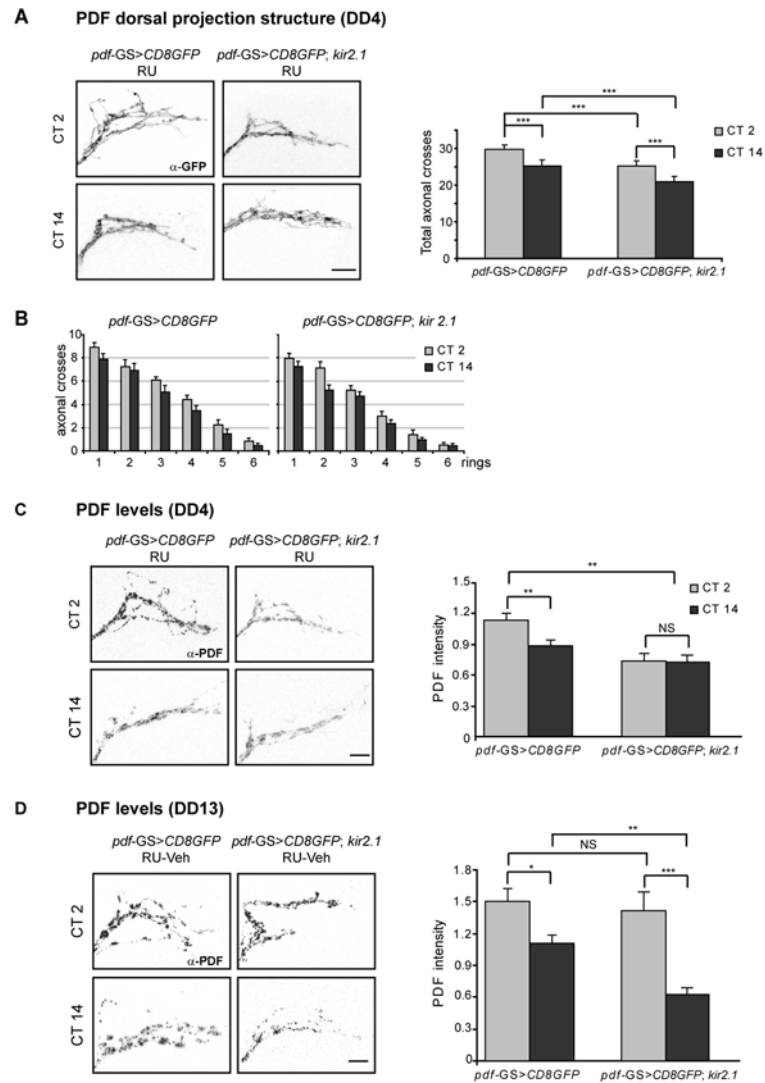 A PDF dorsal projection structure (DD4)
pdf-GS>CD8GFP pdf-GS>CD8GFP; kir2.1
RU RU
CT 2
α-GFP
CT 14
***
***
*** ***
CT 2
CT 14
Total axonal crosses
30
20
10
0
pdf-GS>CD8GFP pdf-GS>CD8GFP; kir2.1
B
pdf-GS>CD8GFP pdf-GS>CD8GFP; kir 2.1
axonal crosses
10
8
6
4
2
0
CT 2
CT 14
CT 2
CT 14
1 2 3 4 5 6 1 2 3 4 5 6 rings
C PDF levels (DD4)
pdf-GS>CD8GFP pdf-GS>CD8GFP; kir2.1
RU RU
CT 2
α-PDF
CT 14
**
** NS
CT 2
CT 14
PDF intensity
1.5
1.2
0.9
0.6
0.3
0
pdf-GS>CD8GFP pdf-GS>CD8GFP; kir2.1
D PDF levels (DD13)
pdf-GS>CD8GFP pdf-GS>CD8GFP; kir2.1
RU-Veh RU-Veh
CT 2
α-PDF
CT 14
**
NS
* ***
PDF intensity
1.8
1.5
1.2
0.9
0.6
0.3
0
pdf-GS>CD8GFP pdf-GS>CD8GFP; kir2.1